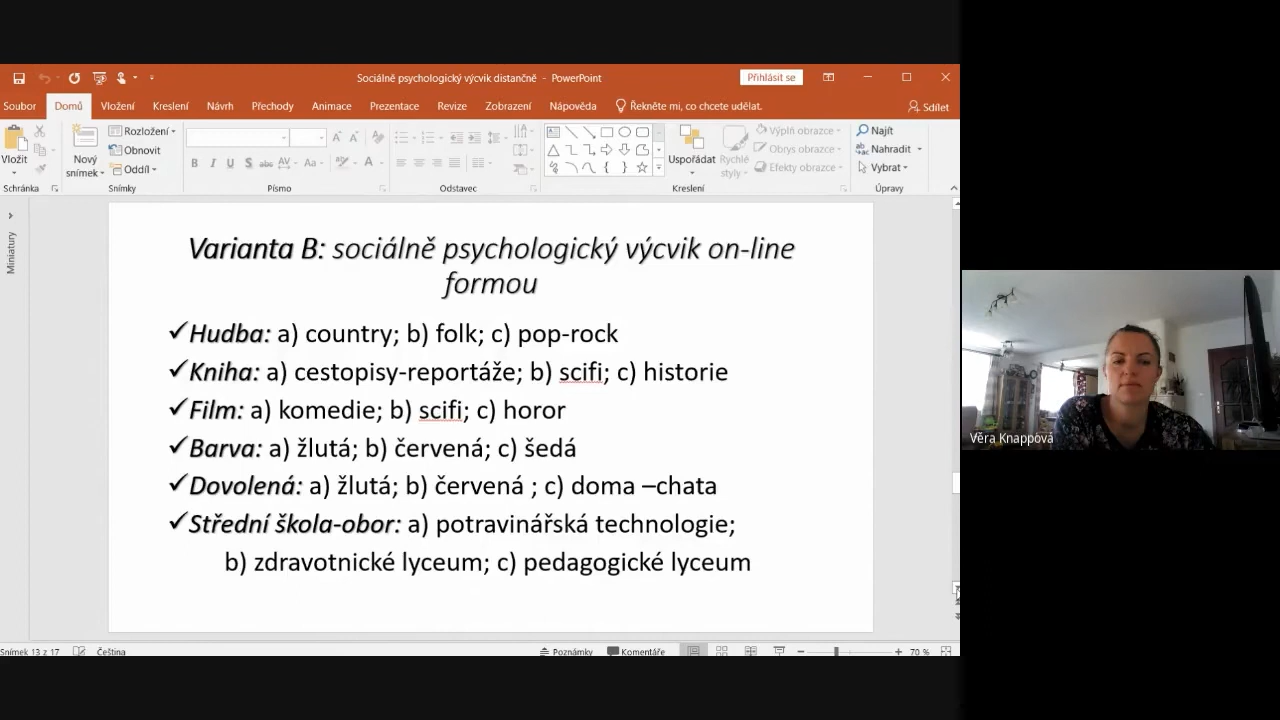 Sociálně psychologický výcvik distančně - PowerPoint
Přihlásit se
Soubor Domů Vložení Kreslení Návrh Přechody Animace Prezentace Revize Zobrazení Nápověda Řekněte mi, co chcete udělat. Sdílet
Vložit
Schránka
Nový snímek
Rozložení
Obnovit
Oddíl
Snímky
Písmo
Odstavec
Uspořádat
Rychlé styly
Výplň obrazce
Obrys obrazce
Efekty obrazce
Kreslení
Najít
Nahradit
Vybrat
Úpravy
Miniatury
Varianta B: sociálně psychologický výcvik on-line
formou
✓Hudba: a) country; b) folk; c) pop-rock
✓Kniha: a) cestopisy-reportáže; b) scifi; c) historie
✓Film: a) komedie; b) scifi; c) horor
✓Barva: a) žlutá; b) červená; c) šedá
✓Dovolená: a) žlutá; b) červená ; c) doma –chata
✓Střední škola-obor: a) potravinářská technologie;
b) zdravotnické lyceum; c) pedagogické lyceum
Věra Knappová
Snímek 13 z 17 Čeština Poznámky Komentáře 70 %